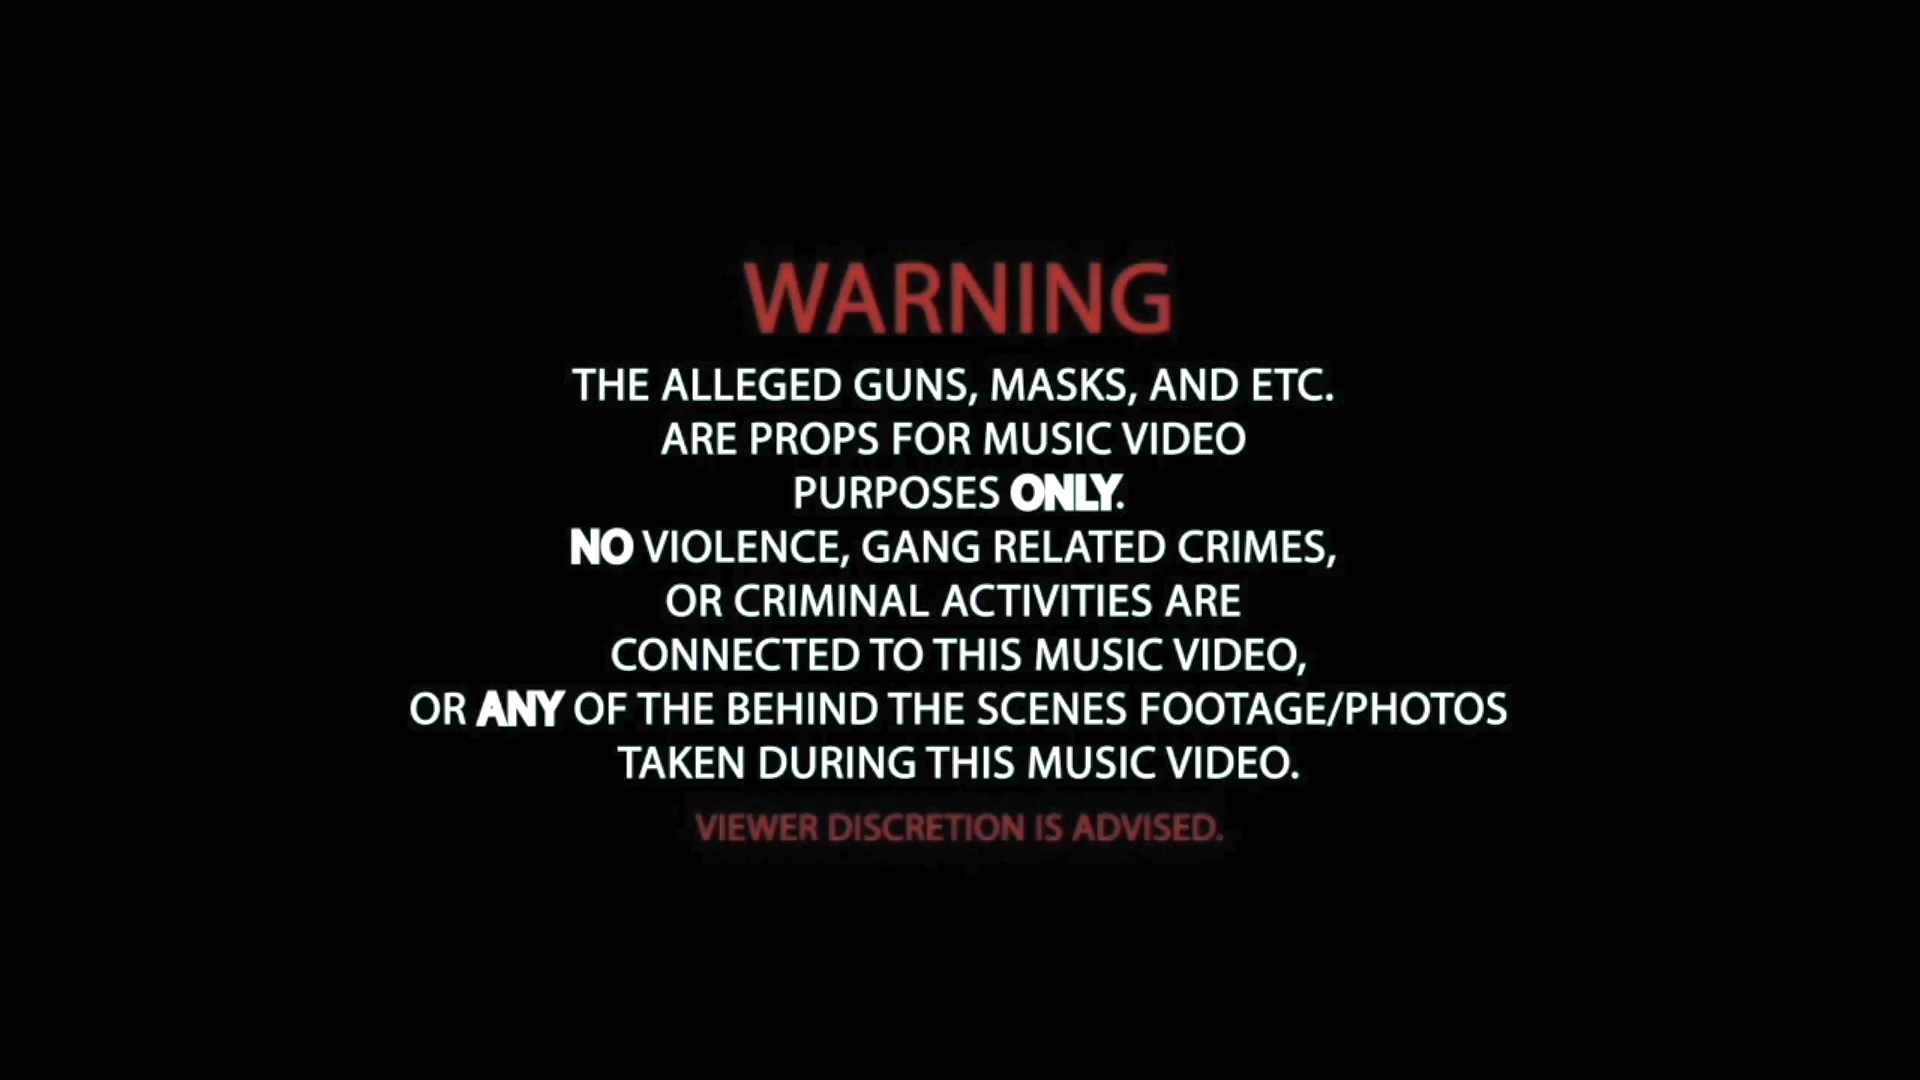 WARNING
THE ALLEGED GUNS, MASKS, AND ETC.
ARE PROPS FOR MUSIC VIDEO
PURPOSES ONLY.
NO VIOLENCE, GANG RELATED CRIMES,
OR CRIMINAL ACTIVITIES ARE
CONNECTED TO THIS MUSIC VIDEO,
OR ANY OF THE BEHIND THE SCENES FOOTAGE/PHOTOS
TAKEN DURING THIS MUSIC VIDEO.
VIEWER DISCRETION IS ADVISED.